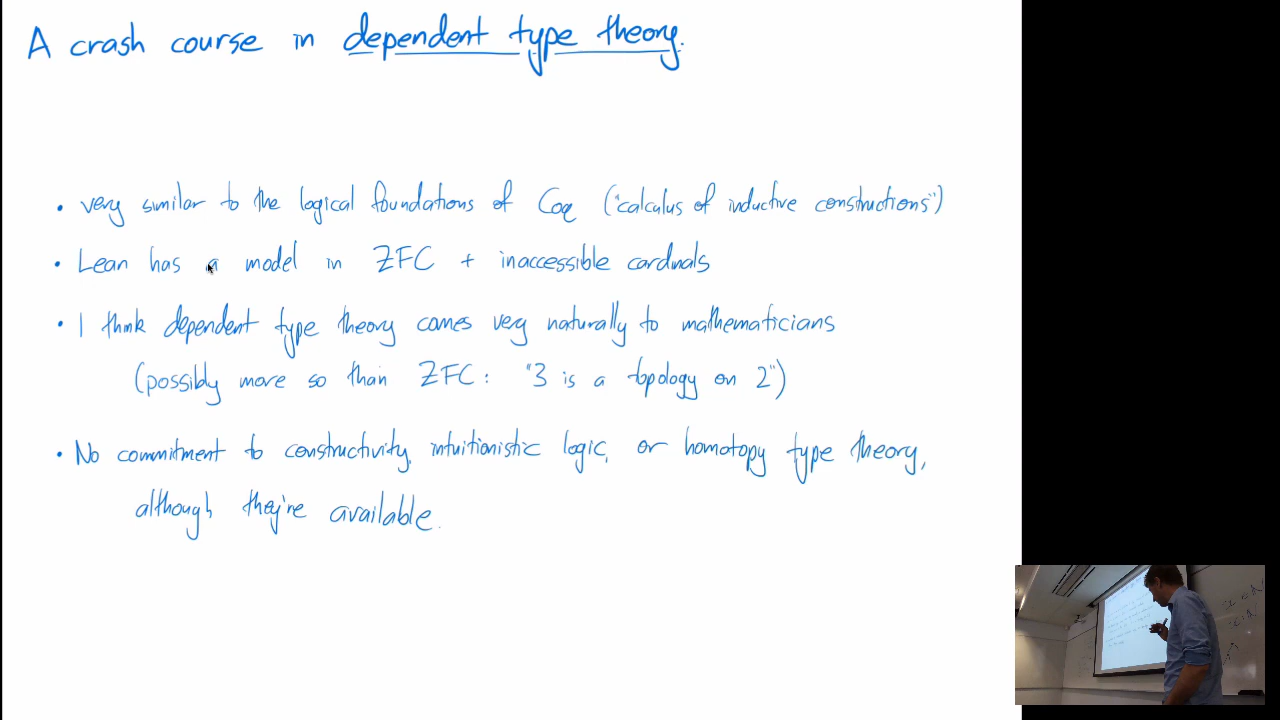 A crash course in dependent type theory.
• very similar to the logical foundations of Coq ("calculus of inductive constructions")
• Lean has a model in ZFC + inaccessible cardinals
• I think dependent type theory comes very naturally to mathematicians
(possibly more so than ZFC: "3 is a topology on 2")
• No commitment to constructivity, intuitionistic logic, or homotopy type theory,
although they're available.